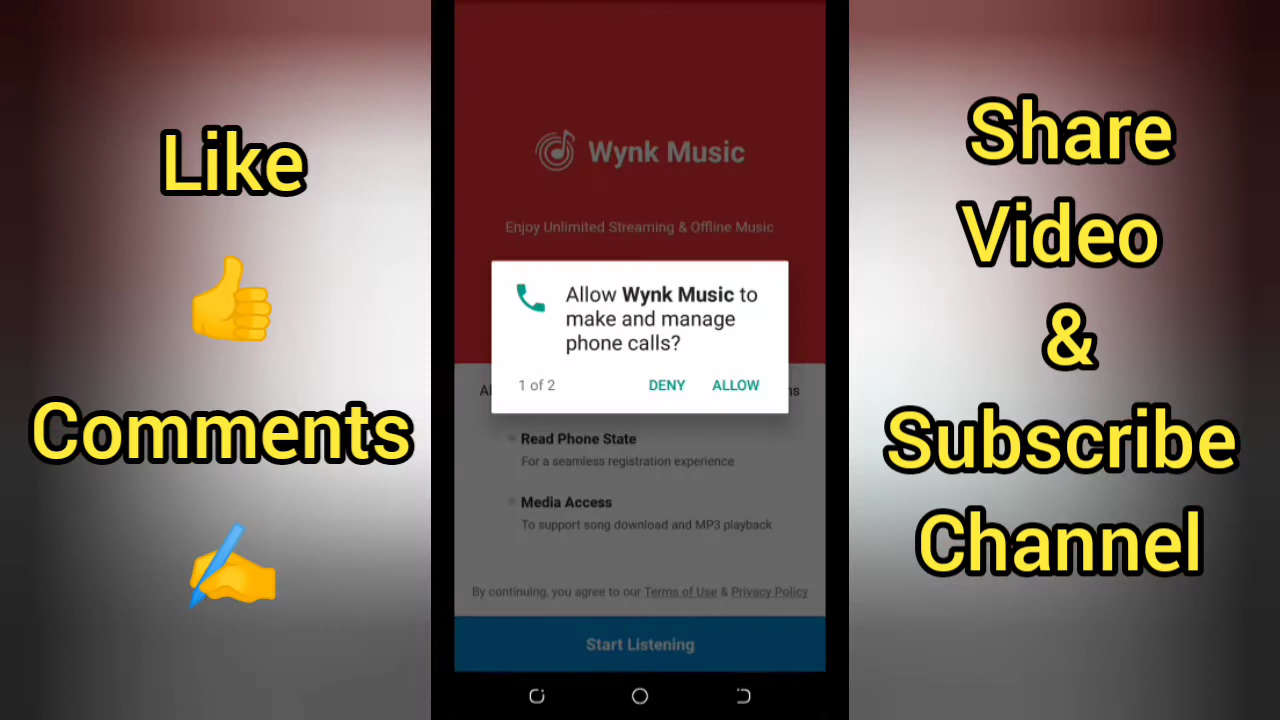 Like
Comments
Wynk Music
Enjoy Unlimited Streaming & Offline Music
Allow Wynk Music to
make and manage
phone calls?
1 of 2
DENY
ALLOW
Read Phone State
For a seamless registration experience
Media Access
To support song download and MP3 playback
By continuing, you agree to our Terms of Use & Privacy Policy
Start Listening
Share
Video
&
Subscribe
Channel